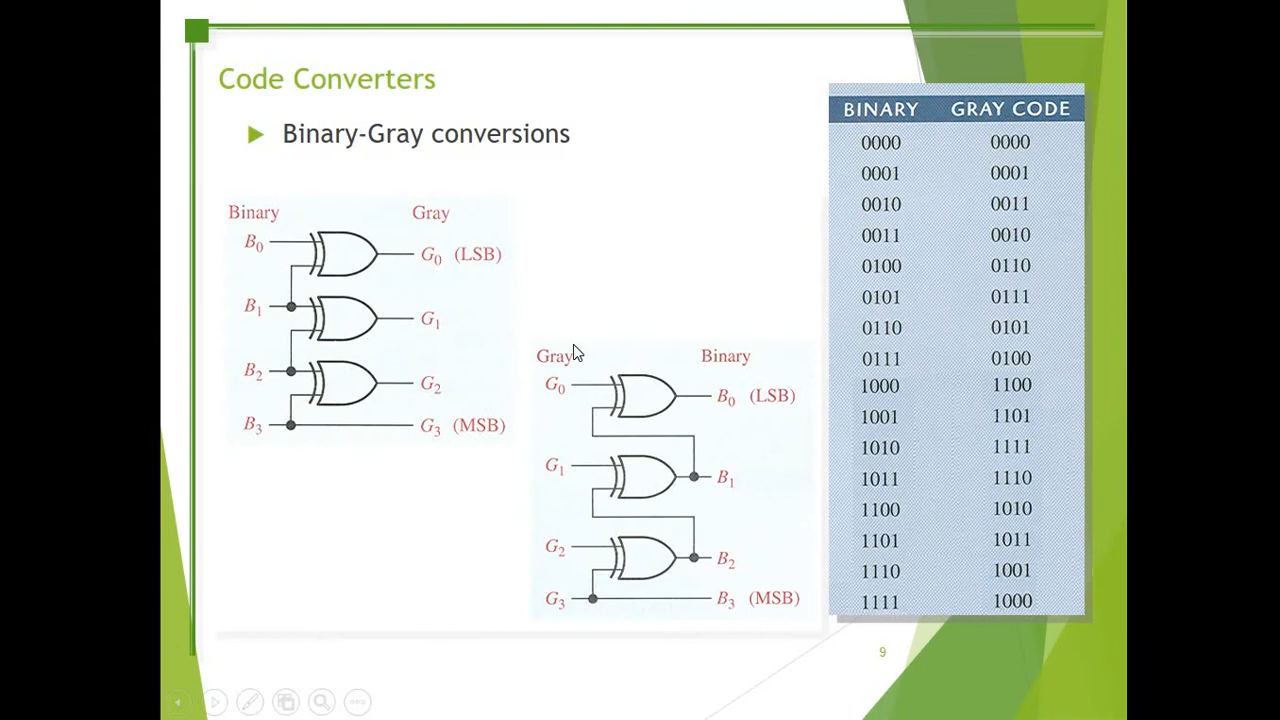 Code Converters
Binary-Gray conversions
Binary Gray
B0 G0 (LSB)
B1 G1
B2 G2
B3 G3 (MSB)
Gray Binary
G0 B0 (LSB)
G1 B1
G2 B2
G3 B3 (MSB)
BINARY GRAY CODE
0000 0000
0001 0001
0010 0011
0011 0010
0100 0110
0101 0111
0110 0101
0111 0100
1000 1100
1001 1101
1010 1111
1011 1110
1100 1010
1101 1011
1110 1001
1111 1000
9